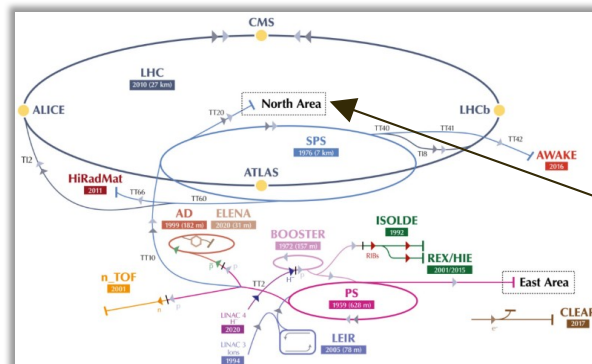 CMS
LHC
2010 (27 km)
ALICE
TT20
North Area
LHCb
TT40
TT41
TT42
SPS
1976 (7 km)
TI2
TI8
AWAKE
2016
HiRadMat
2011
TT66
ATLAS
TT60
AD
1999 (182 m)
ELENA
2020 (31 m)
ISOLDE
1992
BOOSTER
1972 (157 m)
RIBs
REX/HIE
2001/2015
TT10
p
p
n_TOF
2001
n
p
TT2
H-
p
East Area
PS
1959 (628 m)
LINAC 4
H-
2020
CLEAR
2017
e-
LINAC 3
Ions
1994
LEIR
2005 (78 m)